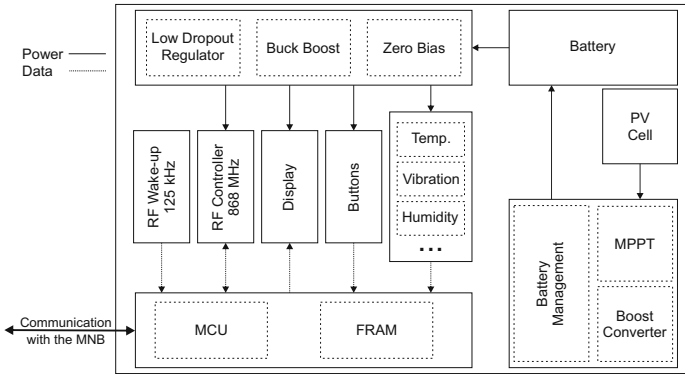 Power
Data
Low Dropout
Regulator
Buck Boost
Zero Bias
Battery
PV
Cell
RF Wake-up
125 kHz
RF Controller
868 MHz
Display
Buttons
Temp.
Vibration
Humidity
...
Battery
Management
MPPT
Boost
Converter
Communication
with the MNB
MCU
FRAM